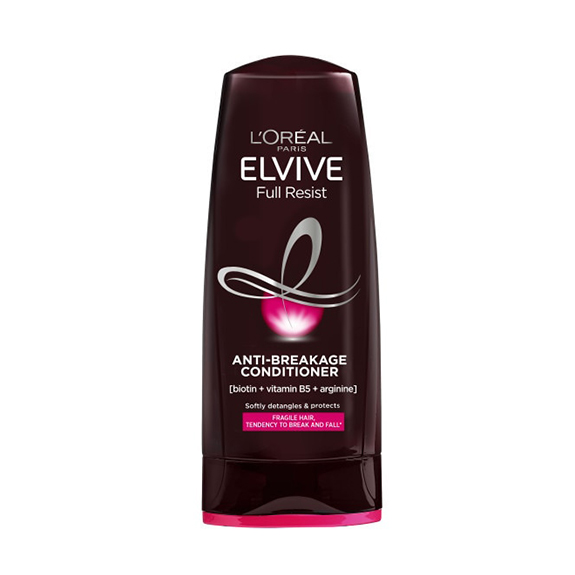 L'ORÉAL
PARIS
ELVIVE
Full Resist
ANTI-BREAKAGE
CONDITIONER
[biotin + vitamin B5 + arginine]
Softly detangles & protects
FRAGILE HAIR,
TENDENCY TO BREAK AND FALL*